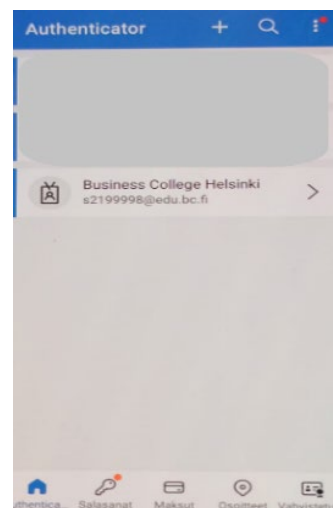 Authenticator
Business College Helsinki
s2199998@edu.bc.fi
Salasanat
Maksut
Osoitteet